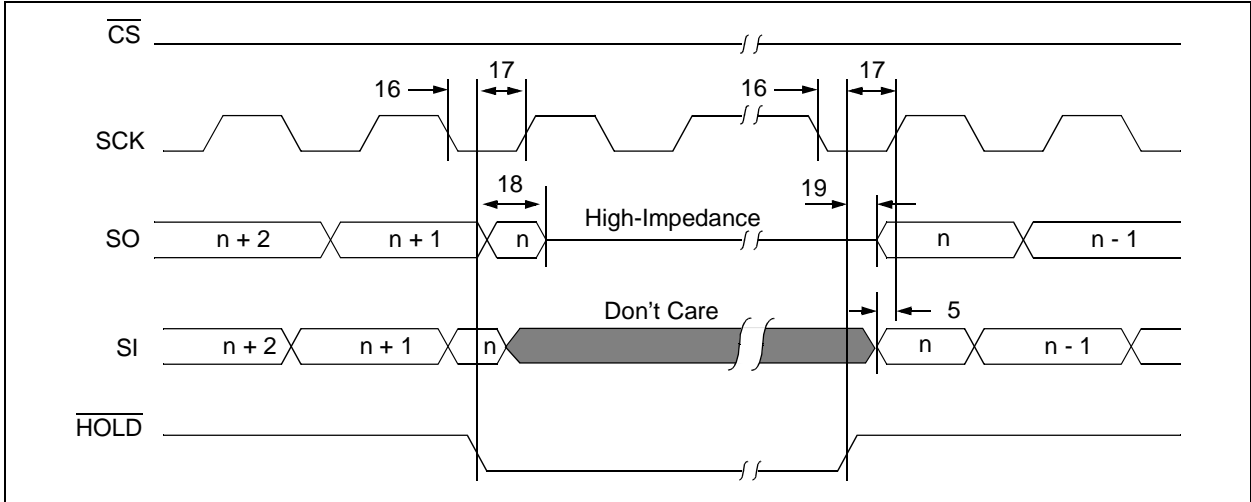 CS
16 17 16 17
SCK
18 19
High-Impedance
SO n + 2 n + 1 n n n - 1
Don't Care 5
SI n + 2 n + 1 n n n - 1
HOLD